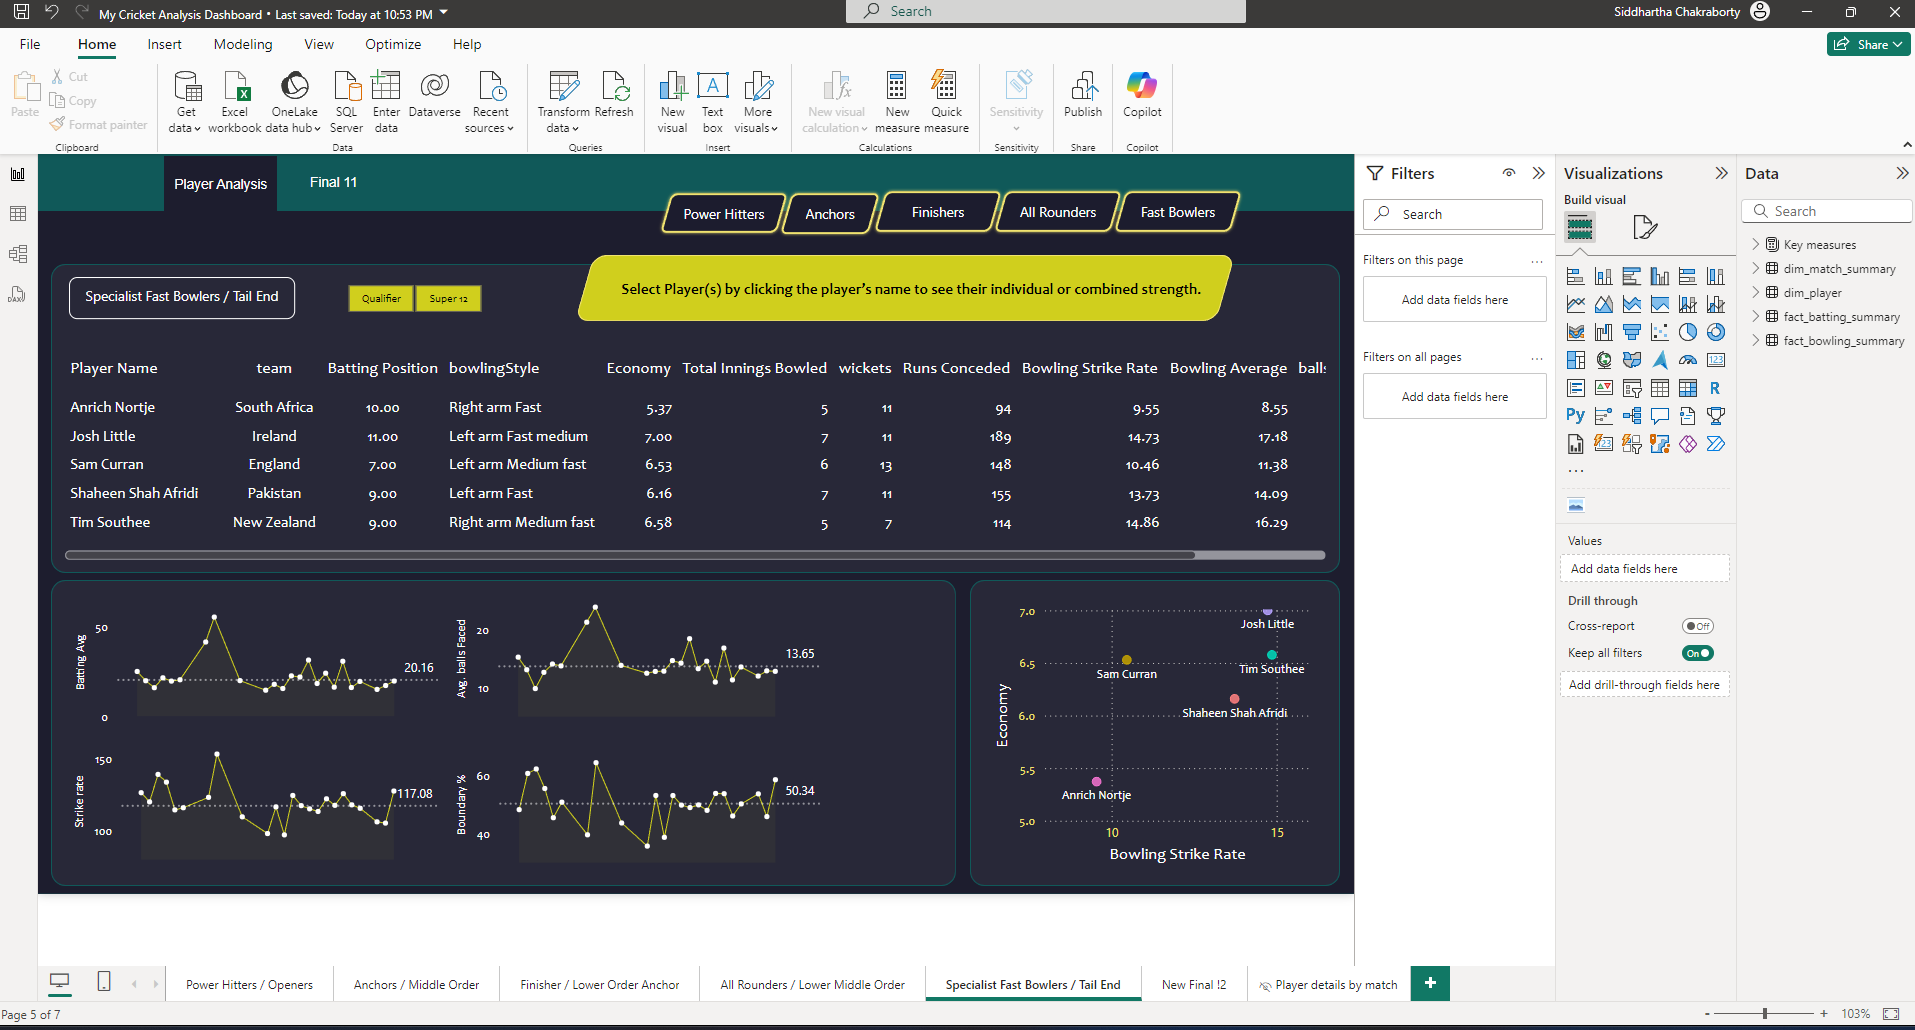 My Cricket Analysis Dashboard • Last saved: Today at 10:53 PM
Search
Siddhartha Chakraborty
File Home Insert Modeling View Optimize Help
Share
Paste
Cut
Copy
Format painter
Clipboard
Get data
Excel workbook
OneLake data hub
SQL Server
Enter data
Dataverse
Recent sources
Data
Transform data
Refresh
Queries
New visual
Text box
More visuals
Insert
New visual calculation
New measure
Quick measure
Calculations
Sensitivity
Sensitivity
Publish
Share
Copilot
Copilot
Player Analysis
Final 11
Power Hitters
Anchors
Finishers
All Rounders
Fast Bowlers
Specialist Fast Bowlers / Tail End
Qualifier
Super 12
Select Player(s) by clicking the player's name to see their individual or combined strength.
Player Name team Batting Position bowlingStyle Economy Total Innings Bowled wickets Runs Conceded Bowling Strike Rate Bowling Average balls
Anrich Nortje South Africa 10.00 Right arm Fast 5.37 5 11 94 9.55 8.55
Josh Little Ireland 11.00 Left arm Fast medium 7.00 7 11 189 14.73 17.18
Sam Curran England 7.00 Left arm Medium fast 6.53 6 13 148 10.46 11.38
Shaheen Shah Afridi Pakistan 9.00 Left arm Fast 6.16 7 11 155 13.73 14.09
Tim Southee New Zealand 9.00 Right arm Medium fast 6.58 5 7 114 14.86 16.29
Batting Avg
50
0
20.16
Avg. balls Faced
20
10
13.65
Strike rate
150
100
117.08
Boundary %
60
40
50.34
Economy
7.0
6.5
6.0
5.5
5.0
Josh Little
Tim Southee
Sam Curran
Shaheen Shah Afridi
Anrich Nortje
10 15
Bowling Strike Rate
Filters
Search
Filters on this page
...
Add data fields here
Filters on all pages
...
Add data fields here
Visualizations
Build visual
123
R
Py
...
Values
Add data fields here
Drill through
Cross-report
Off
Keep all filters
On
Add drill-through fields here
Data
Search
Key measures
dim_match_summary
dim_player
fact_batting_summary
fact_bowling_summary
Power Hitters / Openers
Anchors / Middle Order
Finisher / Lower Order Anchor
All Rounders / Lower Middle Order
Specialist Fast Bowlers / Tail End
New Final !2
Player details by match
+
Page 5 of 7
- + 103%